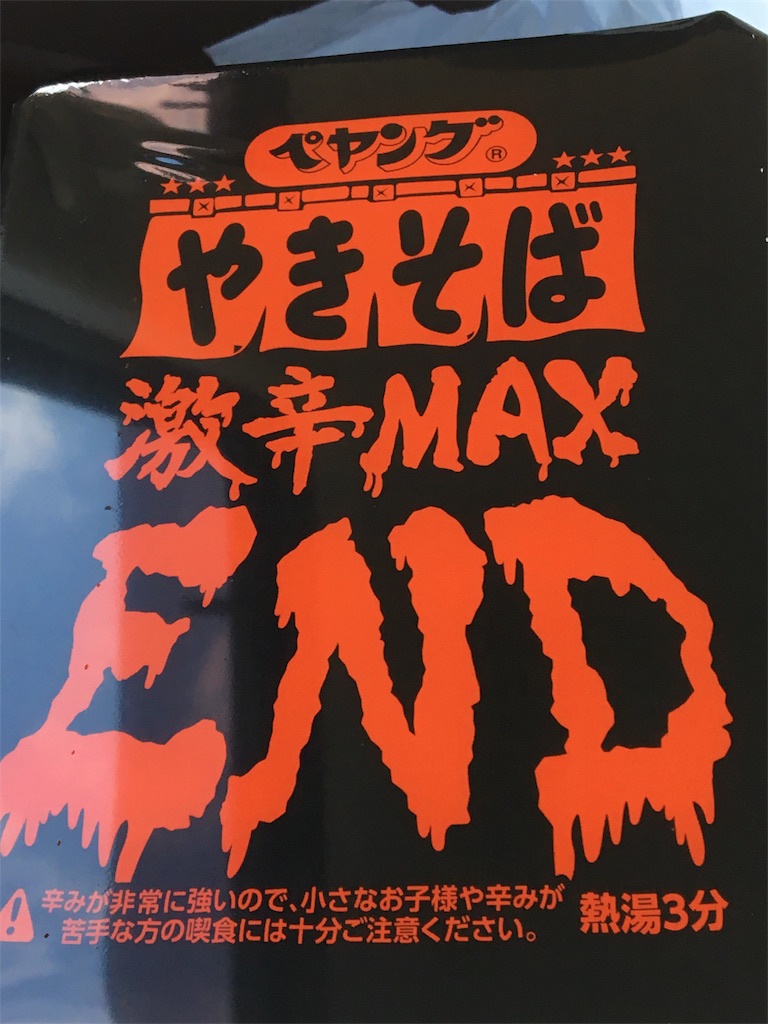 ペヤング®
★★★ ★★★
やきそば
激辛MAX
END
辛みが非常に強いので、小さなお子様や辛みが
苦手な方の喫食には十分ご注意ください。
熱湯3分